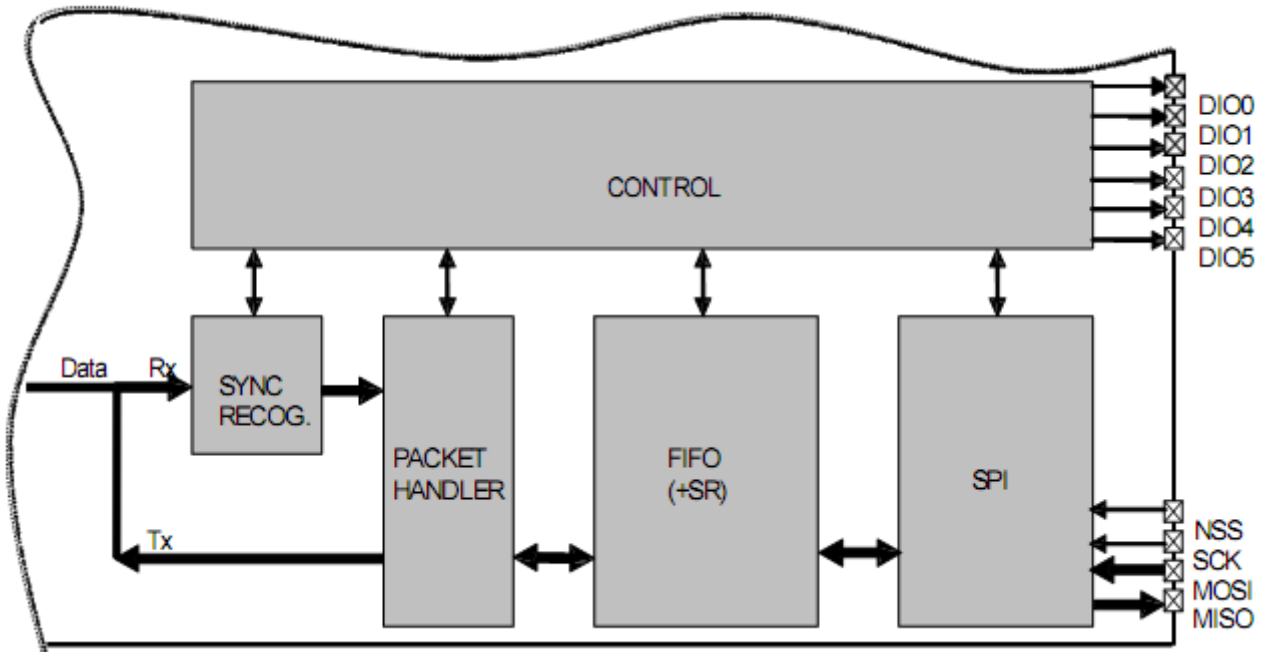 DIO0
DIO1
DIO2
DIO3
DIO4
DIO5
CONTROL
Data
Rx
SYNC
RECOG.
PACKET
HANDLER
FIFO
(+SR)
SPI
Tx
NSS
SCK
MOSI
MISO